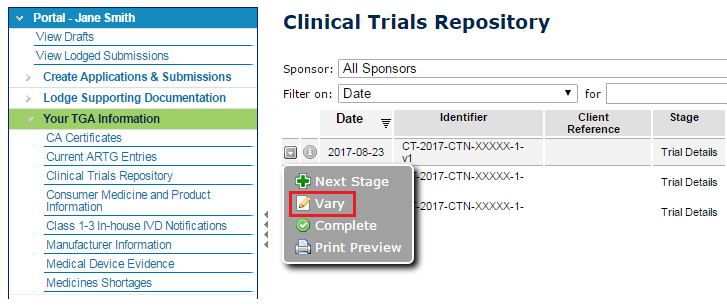 Portal - Jane Smith
View Drafts
View Lodged Submissions
Create Applications & Submissions
Lodge Supporting Documentation
Your TGA Information
CA Certificates
Current ARTG Entries
Clinical Trials Repository
Consumer Medicine and Product
Information
Class 1-3 In-house IVD Notifications
Manufacturer Information
Medical Device Evidence
Medicines Shortages
Clinical Trials Repository
Sponsor: All Sponsors
Filter on: Date for
Date Identifier Client Stage
Reference
2017-08-23 CT-2017-CTN-XXXXX-1- Trial Details
v1
CT-2017-CTN-XXXXX-1- Trial Details
CT-2017-CTN-XXXXX-1- Trial Details
Next Stage
Vary
Complete
Print Preview